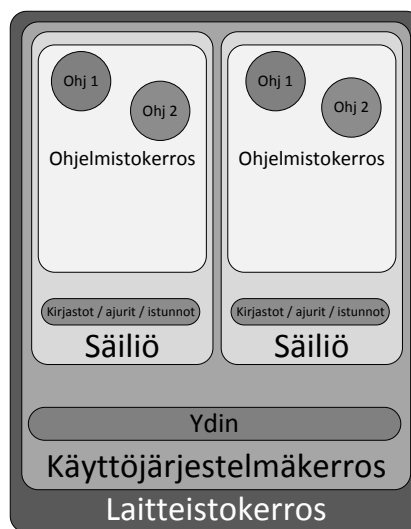 Ohj 1
Ohj 2
Ohjelmistokerros
Kirjastot / ajurit / istunnot
Säiliö
Ohj 1
Ohj 2
Ohjelmistokerros
Kirjastot / ajurit / istunnot
Säiliö
Ydin
Käyttöjärjestelmäkerros
Laitteistokerros